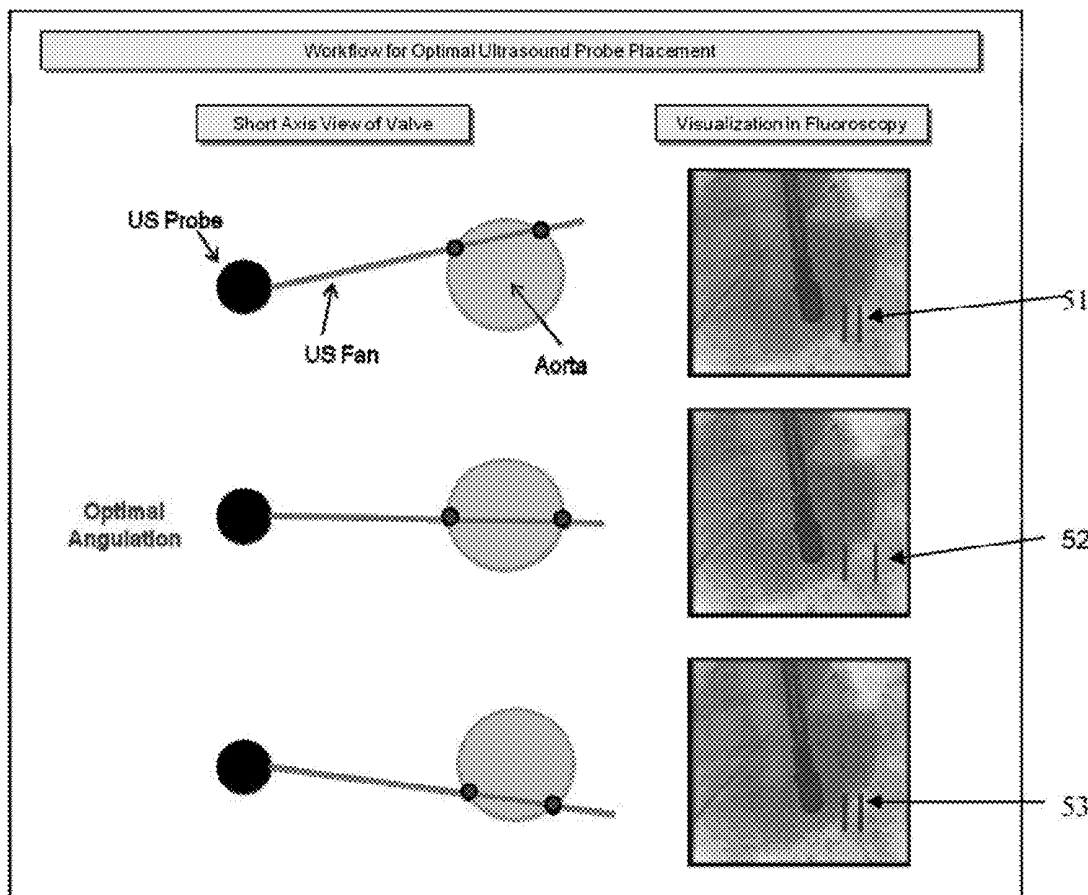 Workflow for Optimal Ultrasound Probe Placement
Short Axis View of Valve
Visualization in Fluoroscopy
US Probe
US Fan
Aorta
51
Optimal
Angulation
52
53